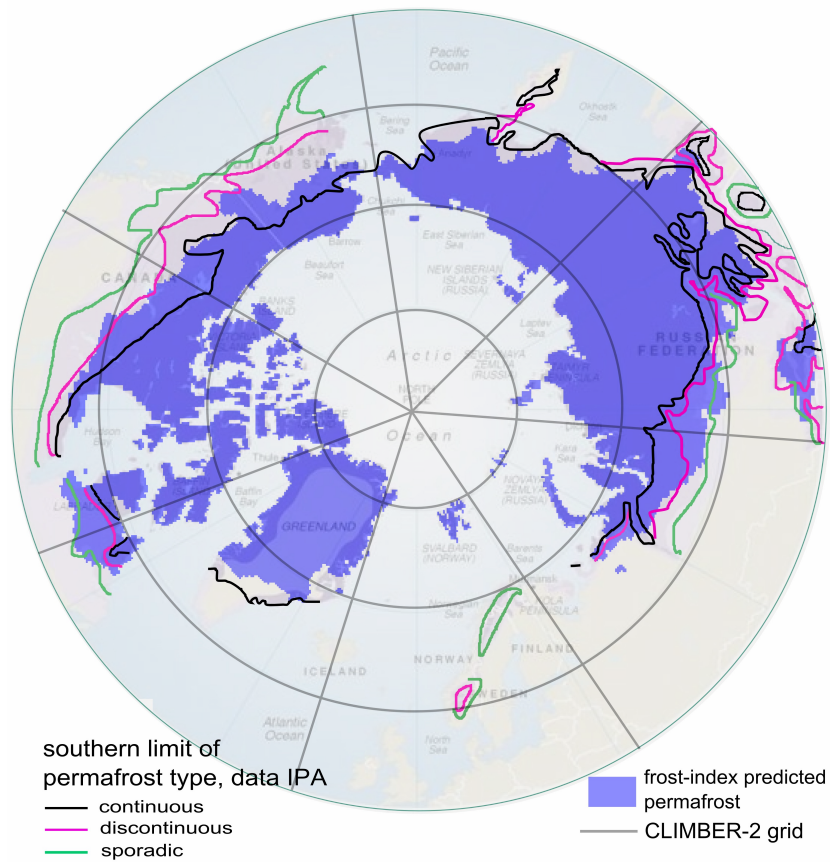 Pacific
Ocean
Okhotsk
Sea
Bering
Sea
Alaska
(United States)
Anadyr
Chukchi
Sea
Barrow
East Siberian
Sea
Beaufort
Sea
CANADA
NEW SIBERIAN
ISLANDS
(RUSSIA)
BANKS
ISLAND
Laptev
Sea
RUSSIAN
FEDERATION
Arctic
SEVERNAYA
ZEMLYA
(RUSSIA)
NORTH
POLE
Ocean
Hudson
Bay
Kara
Sea
Thule
NOVAYA
ZEMLYA
(RUSSIA)
Baffin
Bay
GREENLAND
SVALBARD
(NORWAY)
Barents
Sea
Murmansk
KOLA
PENINSULA
Norwegian
Sea
FINLAND
NORWAY
ICELAND
SWEDEN
Atlantic
Ocean
North
Sea
southern limit of
permafrost type, data IPA
continuous
discontinuous
sporadic
frost-index predicted
permafrost
CLIMBER-2 grid